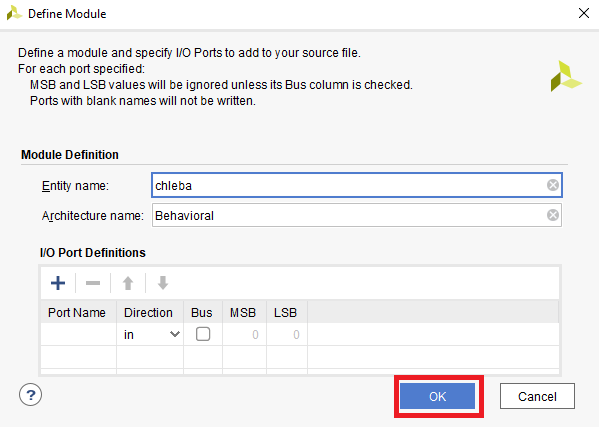 Define Module
Define a module and specify I/O Ports to add to your source file.
For each port specified:
MSB and LSB values will be ignored unless its Bus column is checked.
Ports with blank names will not be written.
Module Definition
Entity name: chleba
Architecture name: Behavioral
I/O Port Definitions
Port Name Direction Bus MSB LSB
in 0 0
? OK Cancel